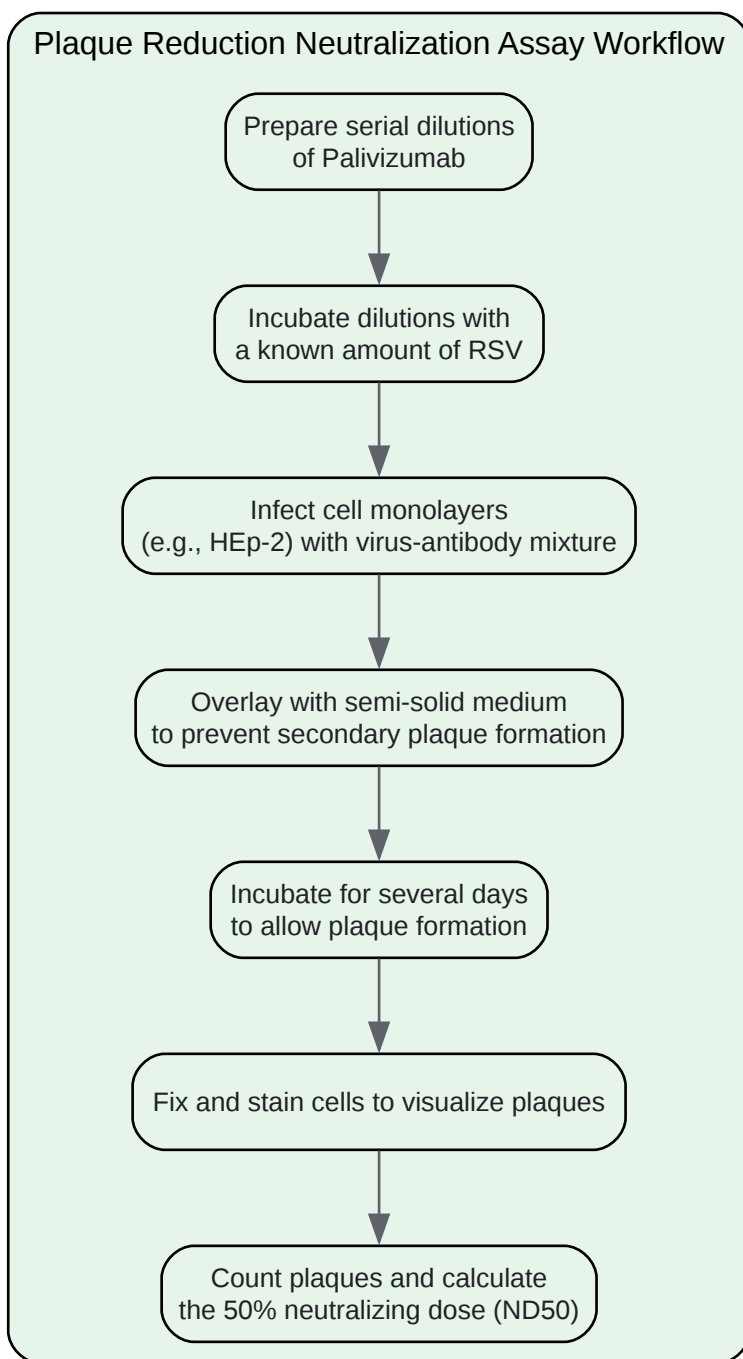 Plaque Reduction Neutralization Assay Workflow
Prepare serial dilutions
of Palivizumab
Incubate dilutions with
a known amount of RSV
Infect cell monolayers
(e.g., HEp-2) with virus-antibody mixture
Overlay with semi-solid medium
to prevent secondary plaque formation
Incubate for several days
to allow plaque formation
Fix and stain cells to visualize plaques
Count plaques and calculate
the 50% neutralizing dose (ND50)